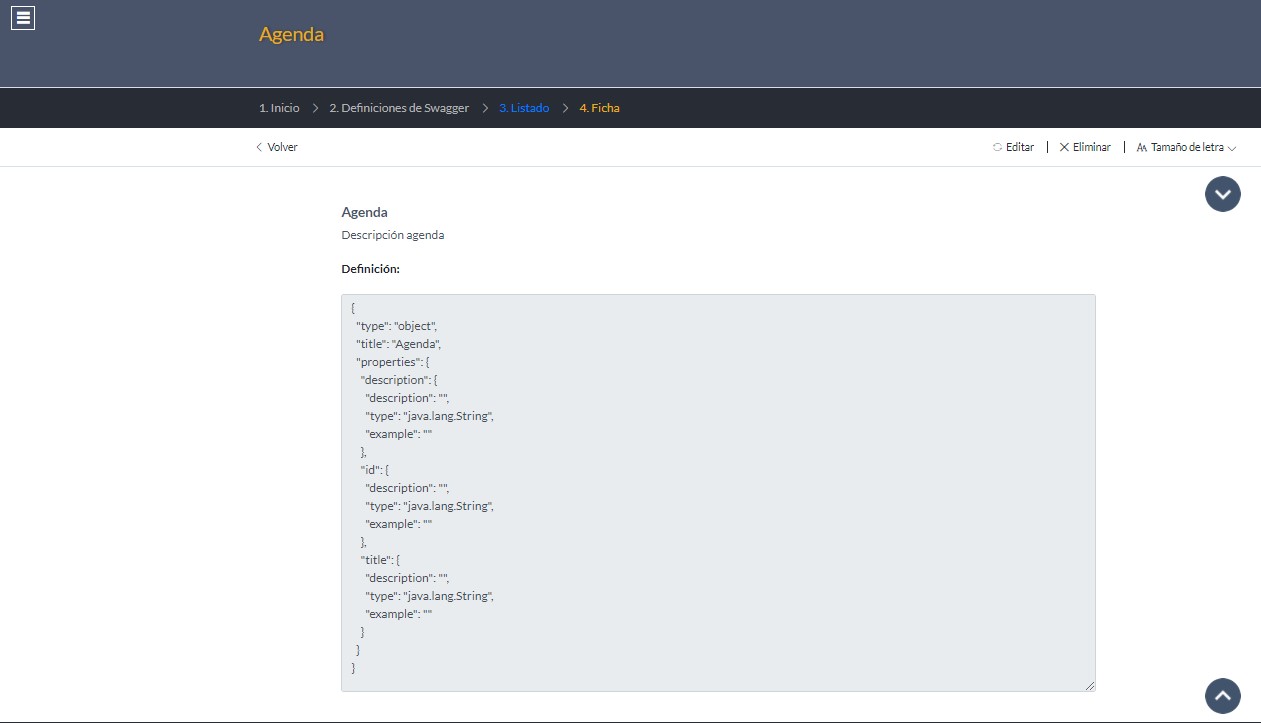 Agenda
1. Inicio > 2. Definiciones de Swagger > 3. Listado > 4. Ficha
Volver Editar | Eliminar | AA Tamaño de letra
Agenda
Descripción agenda
Definición:
{
"type": "object",
"title": "Agenda",
"properties": {
"description": {
"description": "",
"type": "java.lang.String",
"example": ""
},
"id": {
"description": "",
"type": "java.lang.String",
"example": ""
},
"title": {
"description": "",
"type": "java.lang.String",
"example": ""
}
}
}